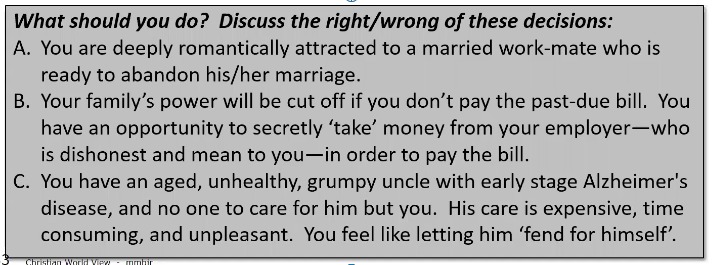 What should you do?  Discuss the right/wrong of these decisions:
A. You are deeply romantically attracted to a married work-mate who is
ready to abandon his/her marriage.
B. Your family's power will be cut off if you don't pay the past-due bill.  You
have an opportunity to secretly 'take' money from your employer—who
is dishonest and mean to you—in order to pay the bill.
C. You have an aged, unhealthy, grumpy uncle with early stage Alzheimer's
disease, and no one to care for him but you.  His care is expensive, time
consuming, and unpleasant.  You feel like letting him 'fend for himself'.
3 Christian World View - mmbjr